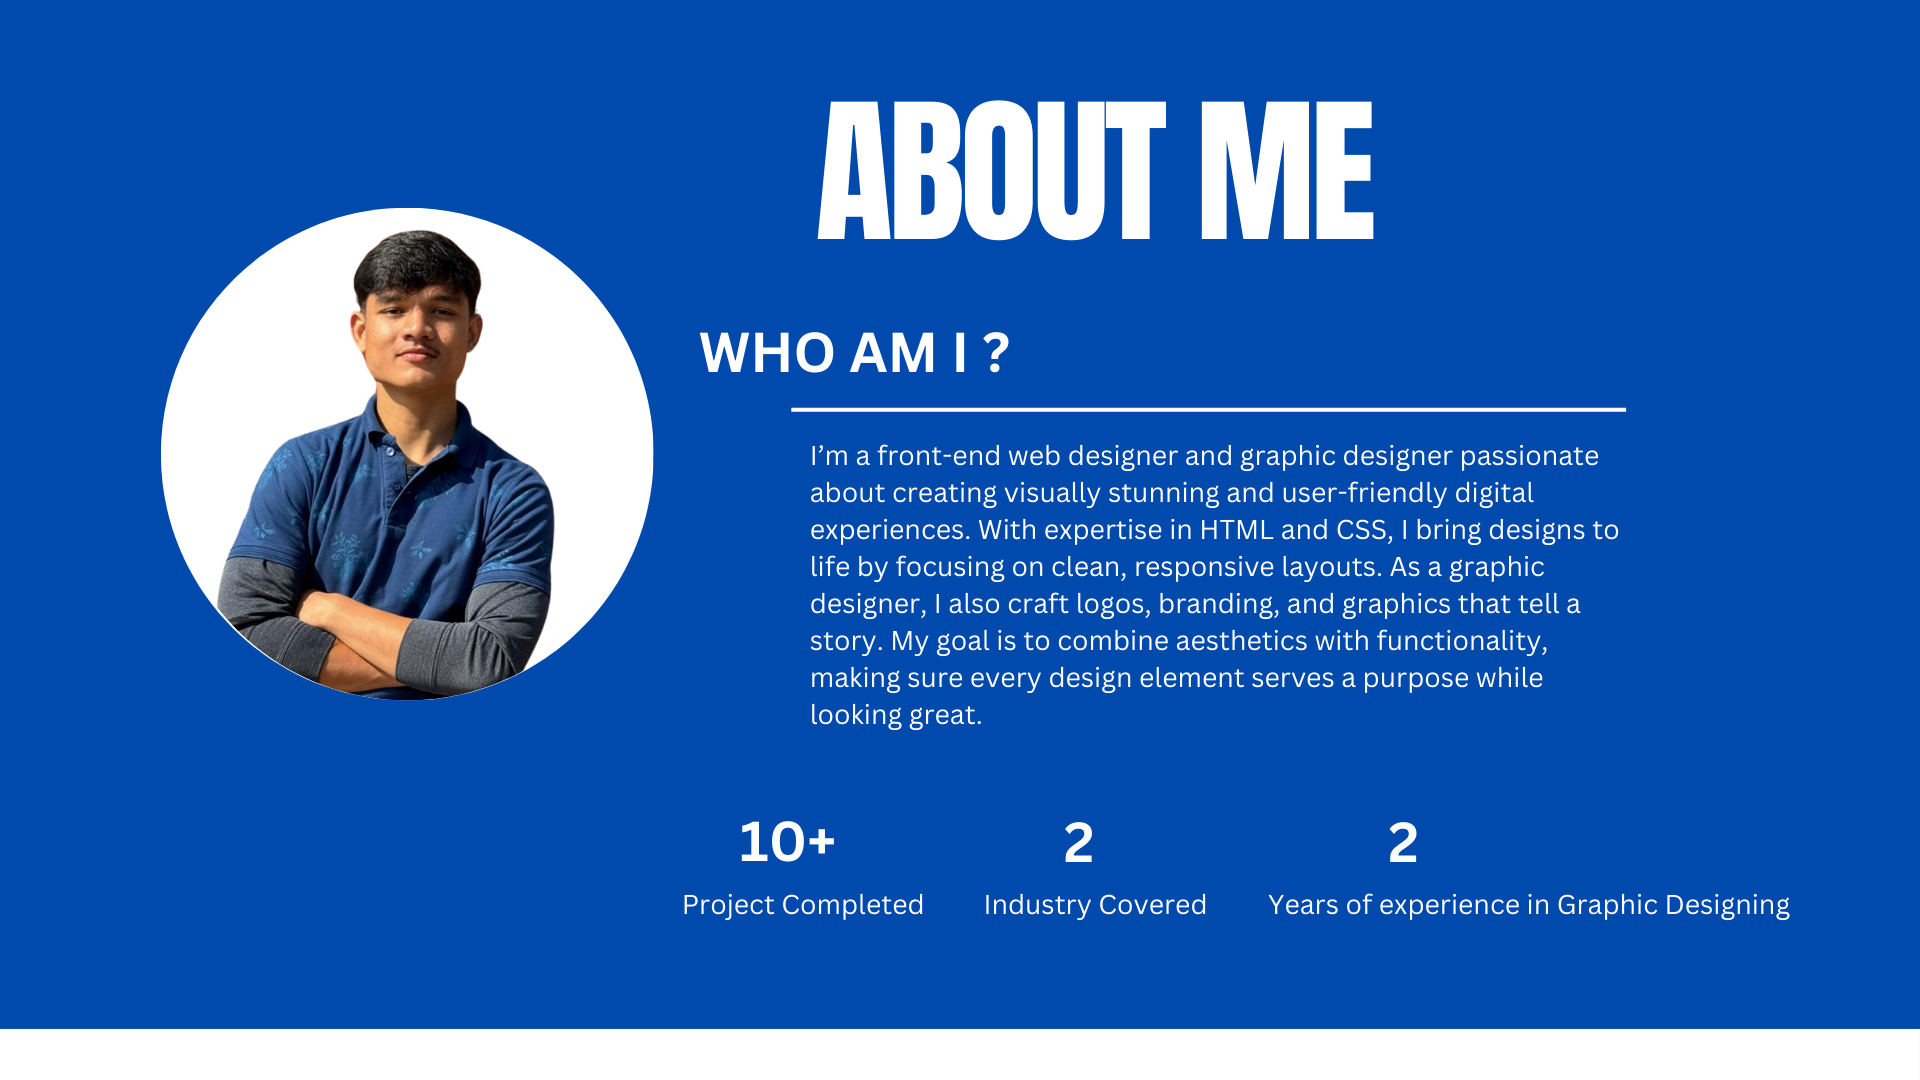 ABOUT ME
WHO AM I ?
I’m a front-end web designer and graphic designer passionate
about creating visually stunning and user-friendly digital
experiences. With expertise in HTML and CSS, I bring designs to
life by focusing on clean, responsive layouts. As a graphic
designer, I also craft logos, branding, and graphics that tell a
story. My goal is to combine aesthetics with functionality,
making sure every design element serves a purpose while
looking great.
10+
Project Completed
2
Industry Covered
2
Years of experience in Graphic Designing